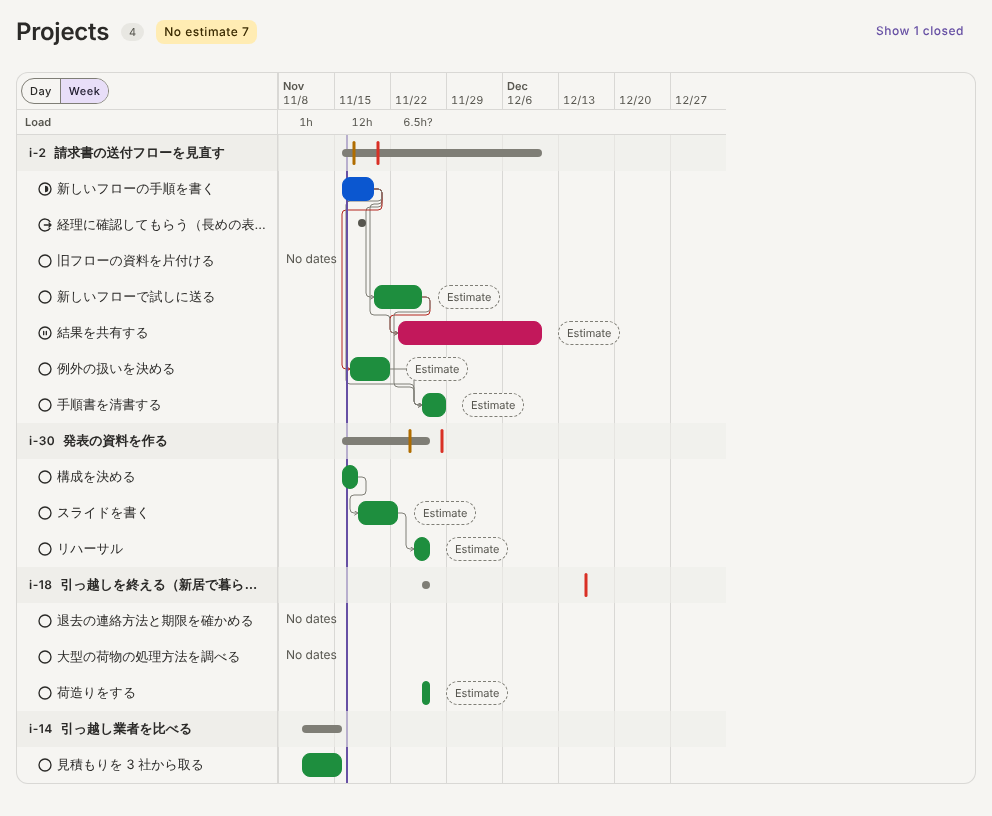 Projects 4 No estimate 7 Show 1 closed
Day Week
Nov Dec
11/8 11/15 11/22 11/29 12/6 12/13 12/20 12/27
Load 1h 12h 6.5h?
i-2 請求書の送付フローを見直す
新しいフローの手順を書く
経理に確認してもらう（長めの表...
旧フローの資料を片付ける No dates
新しいフローで試しに送る Estimate
結果を共有する Estimate
例外の扱いを決める Estimate
手順書を清書する Estimate
i-30 発表の資料を作る
構成を決める
スライドを書く Estimate
リハーサル Estimate
i-18 引っ越しを終える（新居で暮ら...
退去の連絡方法と期限を確かめる No dates
大型の荷物の処理方法を調べる No dates
荷造りをする Estimate
i-14 引っ越し業者を比べる
見積もりを 3 社から取る